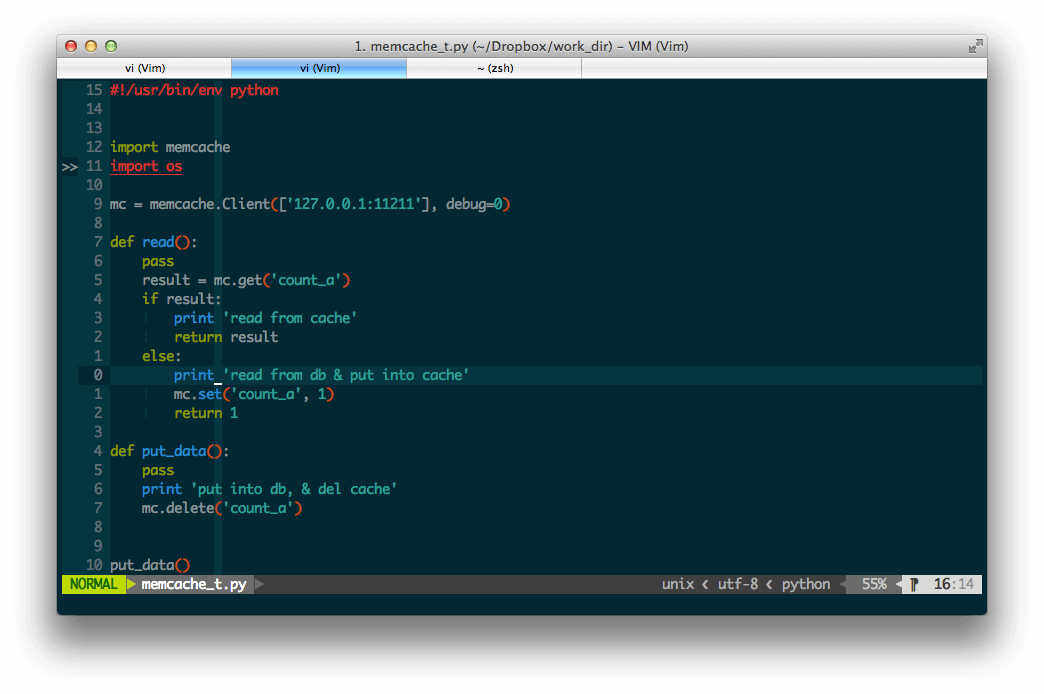 1. memcache_t.py (~/Dropbox/work_dir) – VIM (Vim)
vi (Vim) vi (Vim) ~ (zsh)
15 #!/usr/bin/env python
14
13
12 import memcache
>> 11 import os
10
9 mc = memcache.Client(['127.0.0.1:11211'], debug=0)
8
7 def read():
6     pass
5     result = mc.get('count_a')
4     if result:
3         print 'read from cache'
2         return result
1     else:
0         print 'read from db & put into cache'
1         mc.set('count_a', 1)
2         return 1
3
4 def put_data():
5     pass
6     print 'put into db, & del cache'
7     mc.delete('count_a')
8
9
10 put_data()
NORMAL memcache_t.py unix ‹ utf-8 ‹ python 55% ¶ 16:14